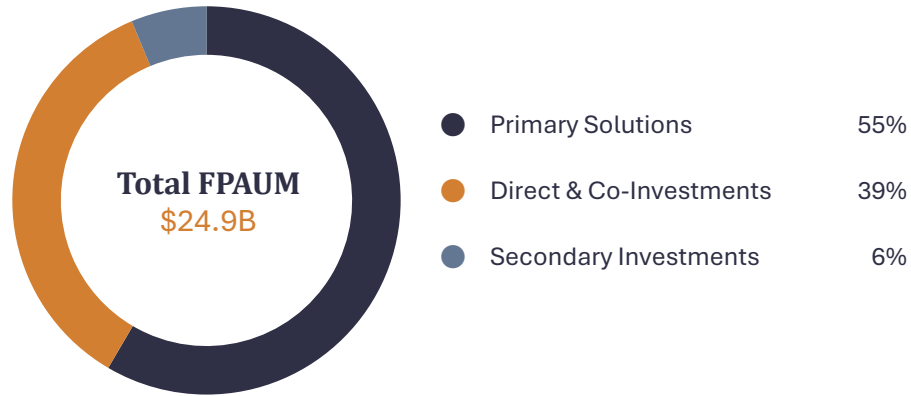 Total FPAUM
$24.9B
Primary Solutions 55%
Direct & Co-Investments 39%
Secondary Investments 6%